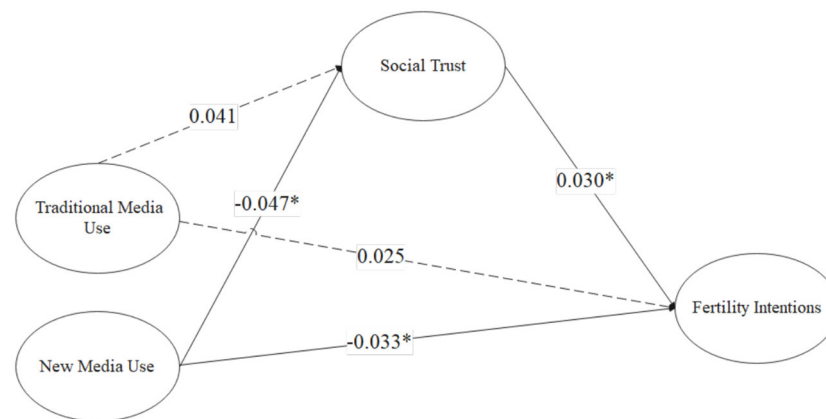 Social Trust
0.041
Traditional Media
Use
-0.047*
0.030*
0.025
Fertility Intentions
-0.033*
New Media Use